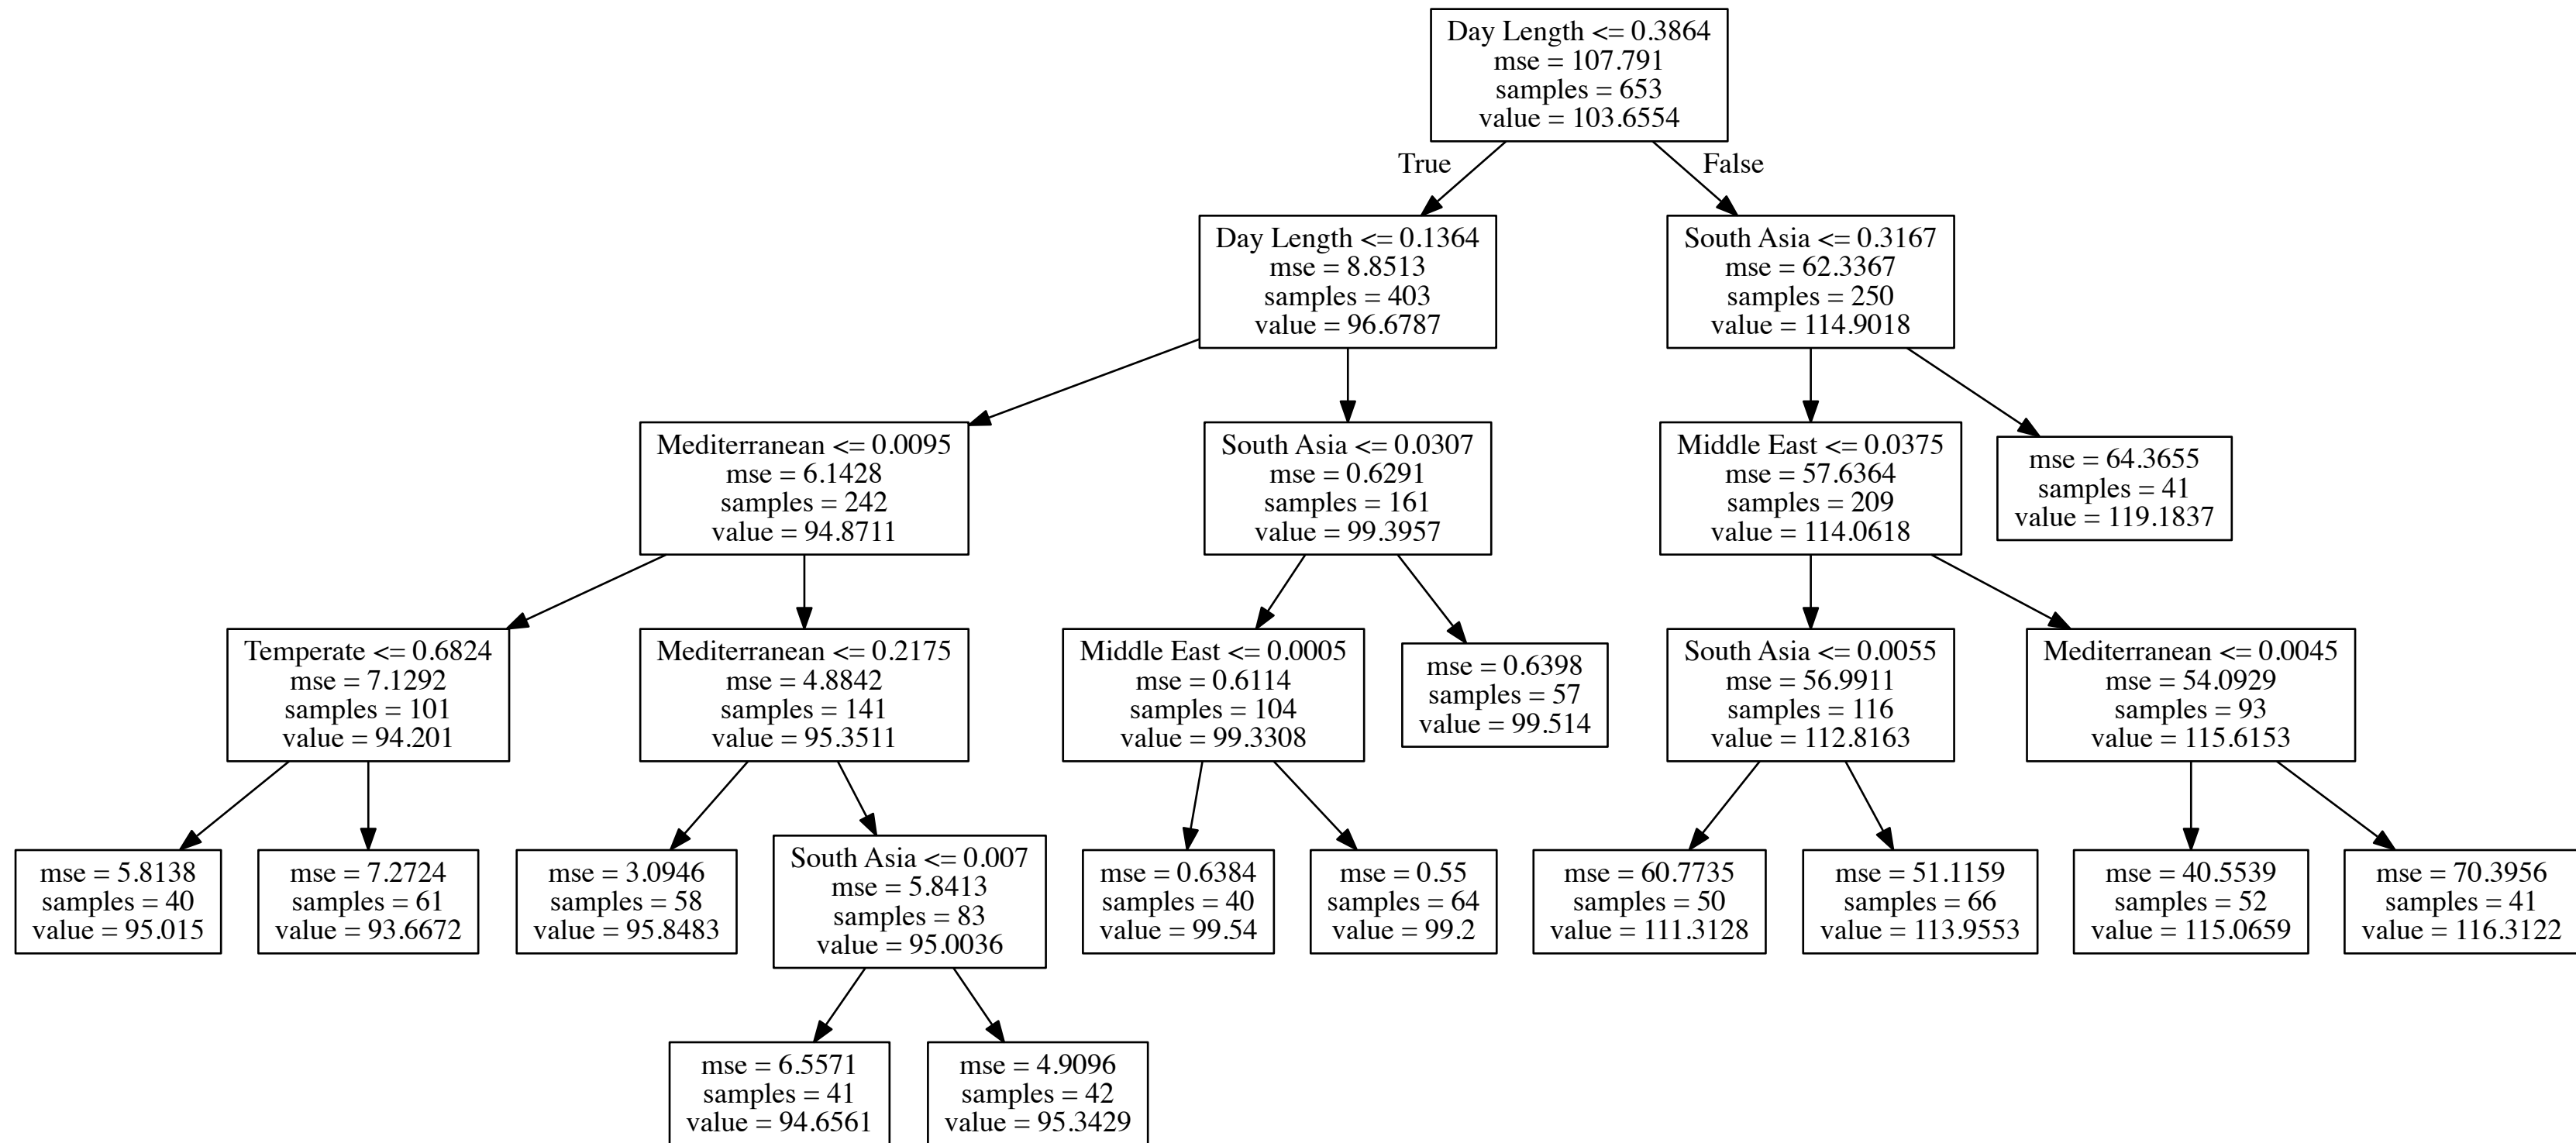 Day Length <= 0.3864
mse = 107.791
samples = 653
value = 103.6554
True
False
Day Length <= 0.1364
mse = 8.8513
samples = 403
value = 96.6787
South Asia <= 0.3167
mse = 62.3367
samples = 250
value = 114.9018
Mediterranean <= 0.0095
mse = 6.1428
samples = 242
value = 94.8711
South Asia <= 0.0307
mse = 0.6291
samples = 161
value = 99.3957
Middle East <= 0.0375
mse = 57.6364
samples = 209
value = 114.0618
mse = 64.3655
samples = 41
value = 119.1837
Temperate <= 0.6824
mse = 7.1292
samples = 101
value = 94.201
Mediterranean <= 0.2175
mse = 4.8842
samples = 141
value = 95.3511
Middle East <= 0.0005
mse = 0.6114
samples = 104
value = 99.3308
mse = 0.6398
samples = 57
value = 99.514
South Asia <= 0.0055
mse = 56.9911
samples = 116
value = 112.8163
Mediterranean <= 0.0045
mse = 54.0929
samples = 93
value = 115.6153
mse = 5.8138
samples = 40
value = 95.015
mse = 7.2724
samples = 61
value = 93.6672
mse = 3.0946
samples = 58
value = 95.8483
South Asia <= 0.007
mse = 5.8413
samples = 83
value = 95.0036
mse = 0.6384
samples = 40
value = 99.54
mse = 0.55
samples = 64
value = 99.2
mse = 60.7735
samples = 50
value = 111.3128
mse = 51.1159
samples = 66
value = 113.9553
mse = 40.5539
samples = 52
value = 115.0659
mse = 70.3956
samples = 41
value = 116.3122
mse = 6.5571
samples = 41
value = 94.6561
mse = 4.9096
samples = 42
value = 95.3429